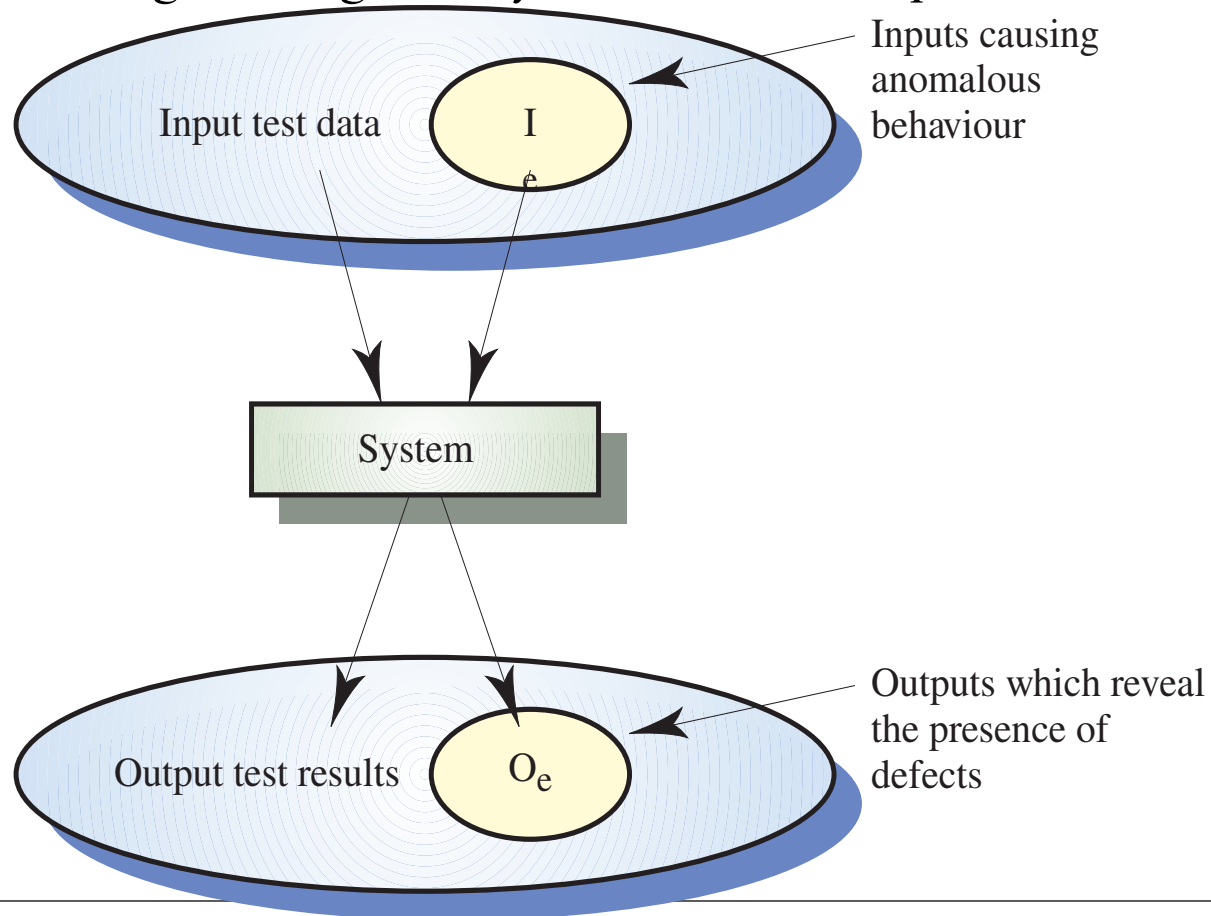 Inputs causing
anomalous
behaviour
Input test data
I
e
System
Outputs which reveal
the presence of
defects
Output test results
Oe